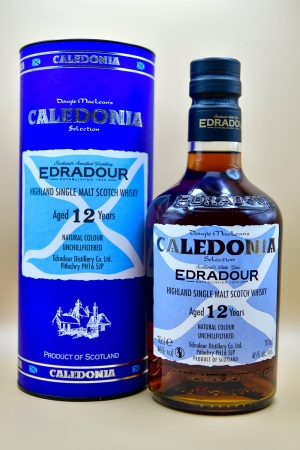 CALEDONIA
Dougie MacLean's
CALEDONIA
Selection
Scotland's Smallest Distillery
EDRADOUR
ESTABLISHED
HIGHLAND SINGLE MALT SCOTCH WHISKY
Aged 12 Years
NATURAL COLOUR
UNCHILLFILTERED
Edradour Distillery Co. Ltd.
Pitlochry PH16 5JP
PRODUCT OF SCOTLAND
EDRADOUR
Dougie MacLean's
CALEDONIA
Selection
EDRADOUR
ESTABLISHED
HIGHLAND SINGLE MALT SCOTCH WHISKY
Aged 12 Years
NATURAL COLOUR
UNCHILLFILTERED
70cl
Edradour Distillery Co. Ltd.
Pitlochry PH16 5JP
PRODUCT OF SCOTLAND